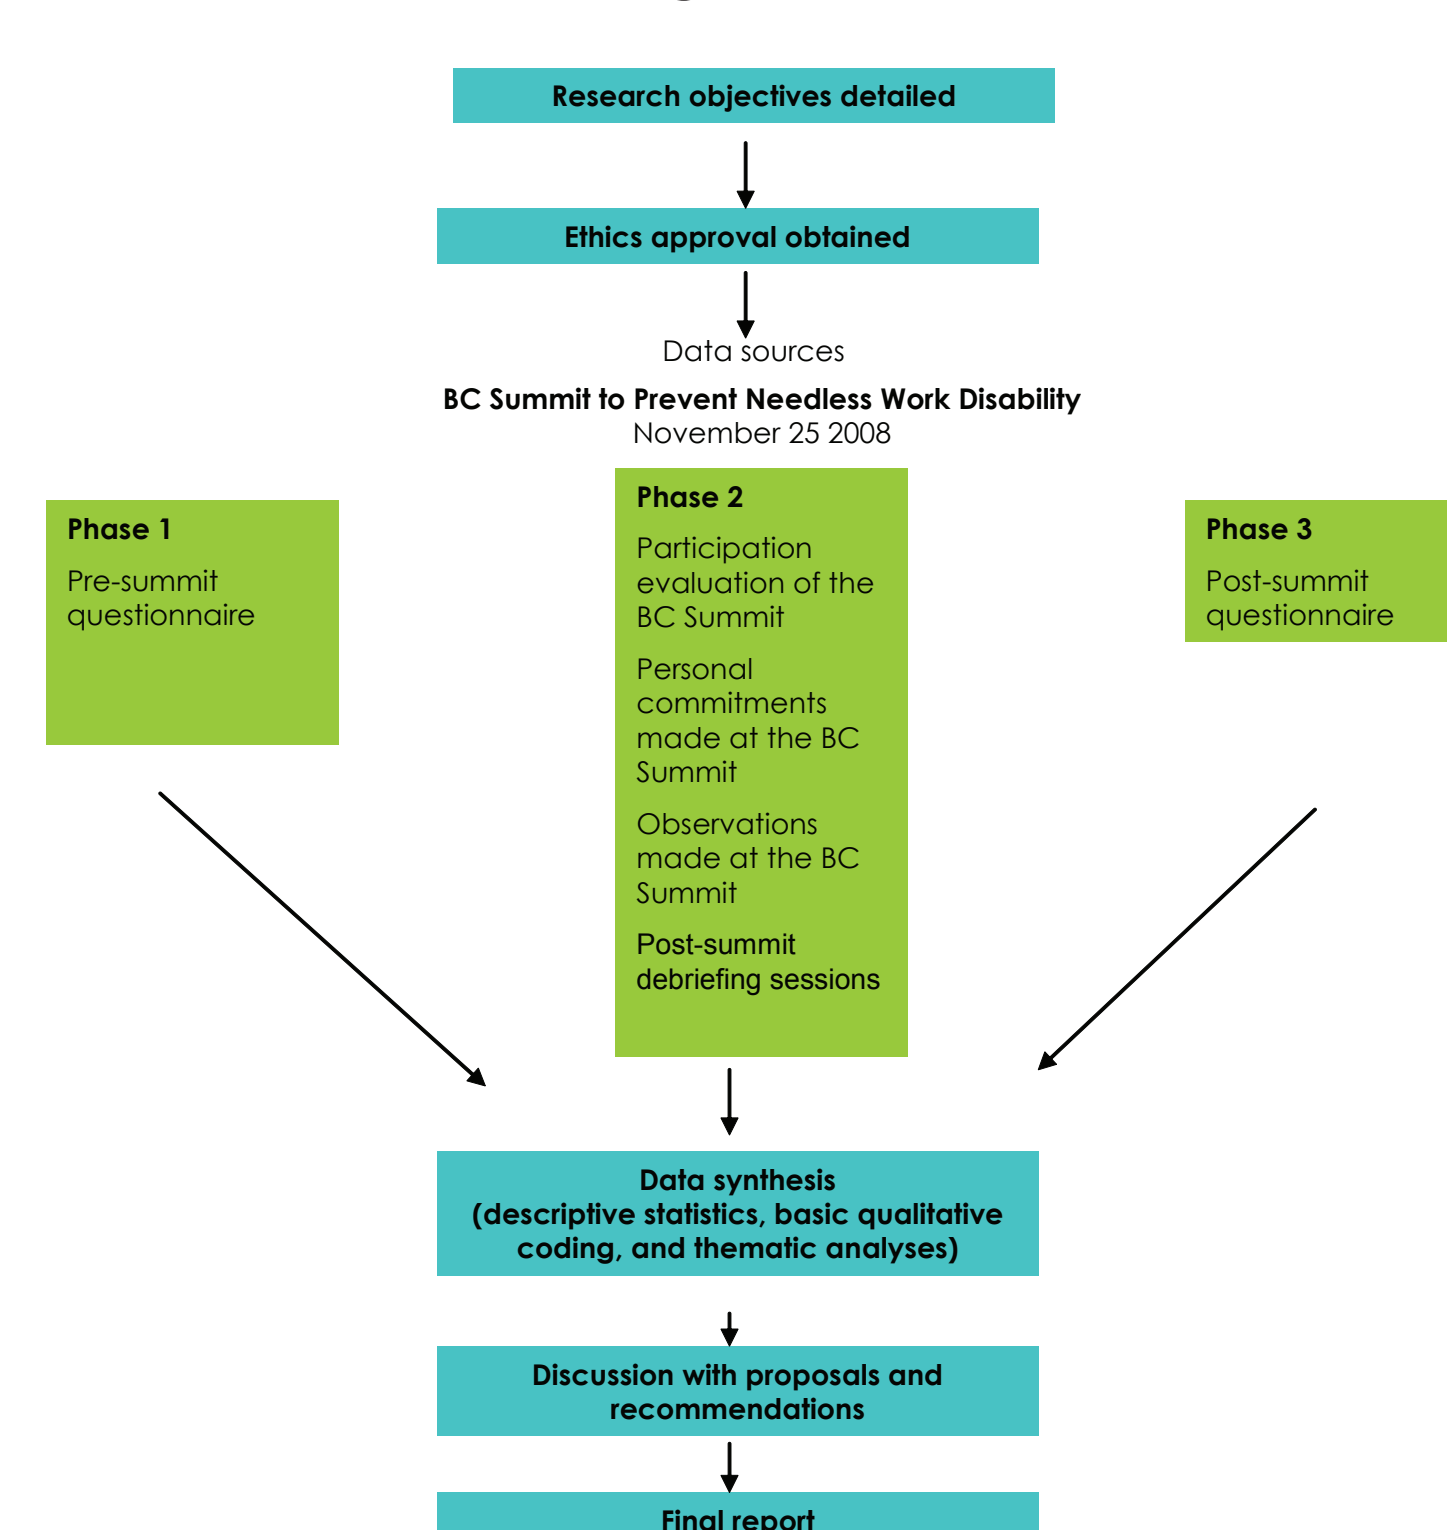 Research objectives detailed
Ethics approval obtained
Data sources
BC Summit to Prevent Needless Work Disability
November 25 2008
Phase 1
Pre-summit
questionnaire
Phase 2
Participation
evaluation of the
BC Summit
Personal
commitments
made at the BC
Summit
Observations
made at the BC
Summit
Post-summit
debriefing sessions
Phase 3
Post-summit
questionnaire
Data synthesis
(descriptive statistics, basic qualitative
coding, and thematic analyses)
Discussion with proposals and
recommendations
Final report